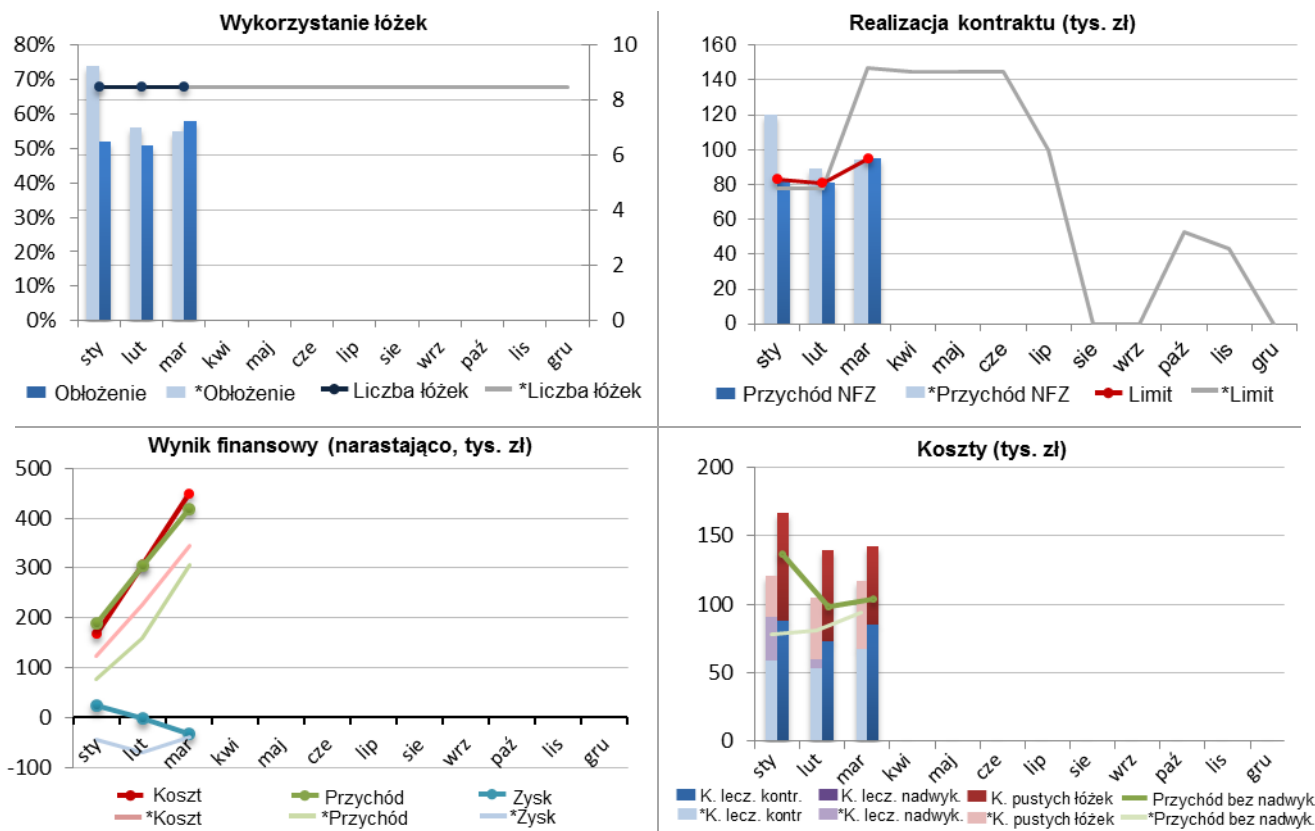 Wykorzystanie łóżek
80%
70%
60%
50%
40%
30%
20%
10%
0%
10
8
6
4
2
0
sty lut mar kwi maj cze lip sie wrz paź lis gru
Obłożenie *Obłożenie Liczba łóżek *Liczba łóżek
Realizacja kontraktu (tys. zł)
160
140
120
100
80
60
40
20
0
sty lut mar kwi maj cze lip sie wrz paź lis gru
Przychód NFZ *Przychód NFZ Limit *Limit
Wynik finansowy (narastająco, tys. zł)
500
400
300
200
100
0
-100
sty lut mar kwi maj cze lip sie wrz paź lis gru
Koszt Przychód Zysk
*Koszt *Przychód *Zysk
Koszty (tys. zł)
200
150
100
50
0
sty lut mar kwi maj cze lip sie wrz paź lis gru
K. lecz. kontr. K. lecz. nadwyk. K. pustych łóżek Przychód bez nadwyk.
*K. lecz. kontr *K. lecz. nadwyk. *K. pustych łóżek *Przychód bez nadwyk.